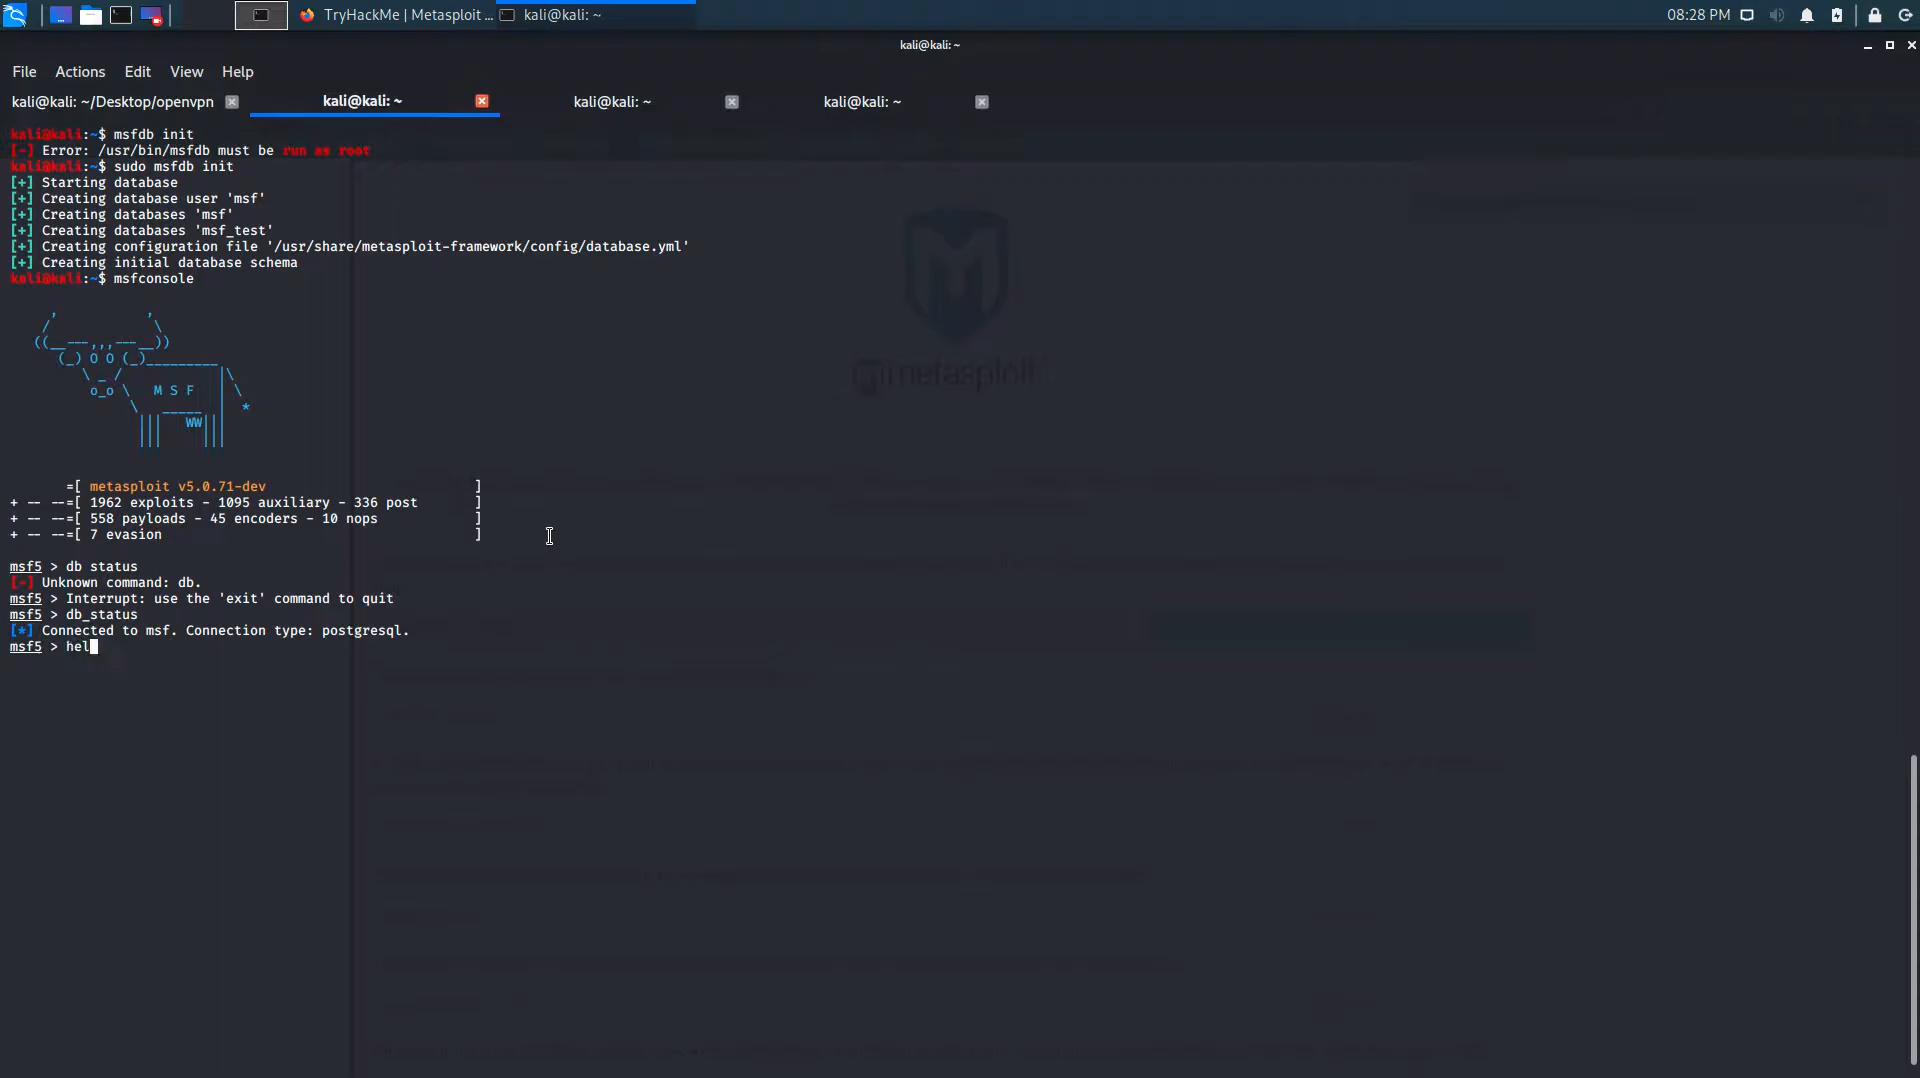 TryHackMe | Metasploit ...
kali@kali: ~
08:28 PM
kali@kali: ~
File Actions Edit View Help
kali@kali: ~/Desktop/openvpn
kali@kali: ~
kali@kali: ~
kali@kali: ~
kali@kali:~$ msfdb init
[-] Error: /usr/bin/msfdb must be run as root
kali@kali:~$ sudo msfdb init
[+] Starting database
[+] Creating database user 'msf'
[+] Creating databases 'msf'
[+] Creating databases 'msf_test'
[+] Creating configuration file '/usr/share/metasploit-framework/config/database.yml'
[+] Creating initial database schema
kali@kali:~$ msfconsole
M S F
=[ metasploit v5.0.71-dev ]
+ -- --=[ 1962 exploits - 1095 auxiliary - 336 post ]
+ -- --=[ 558 payloads - 45 encoders - 10 nops ]
+ -- --=[ 7 evasion ]
msf5 > db status
[-] Unknown command: db.
msf5 > Interrupt: use the 'exit' command to quit
msf5 > db_status
[*] Connected to msf. Connection type: postgresql.
msf5 > hel
metasploit